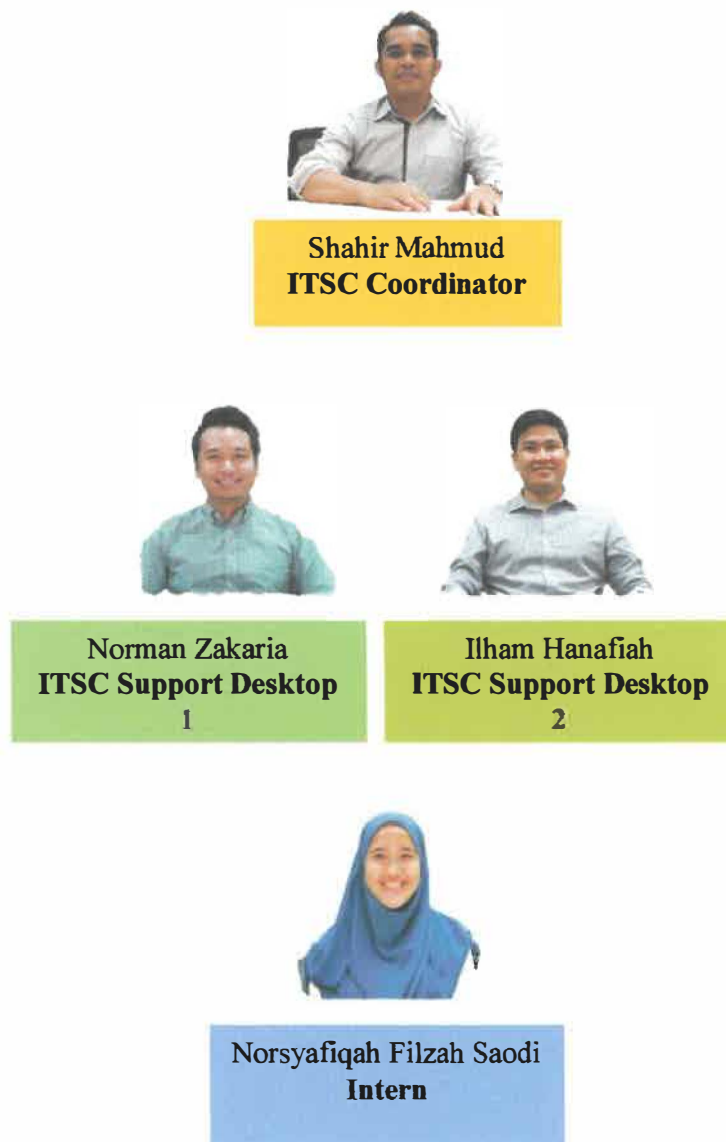 Shahir Mahmud
ITSC Coordinator
Norman Zakaria
ITSC Support Desktop
1
Ilham Hanafiah
ITSC Support Desktop
2
Norsyafiqah Filzah Saodi
Intern